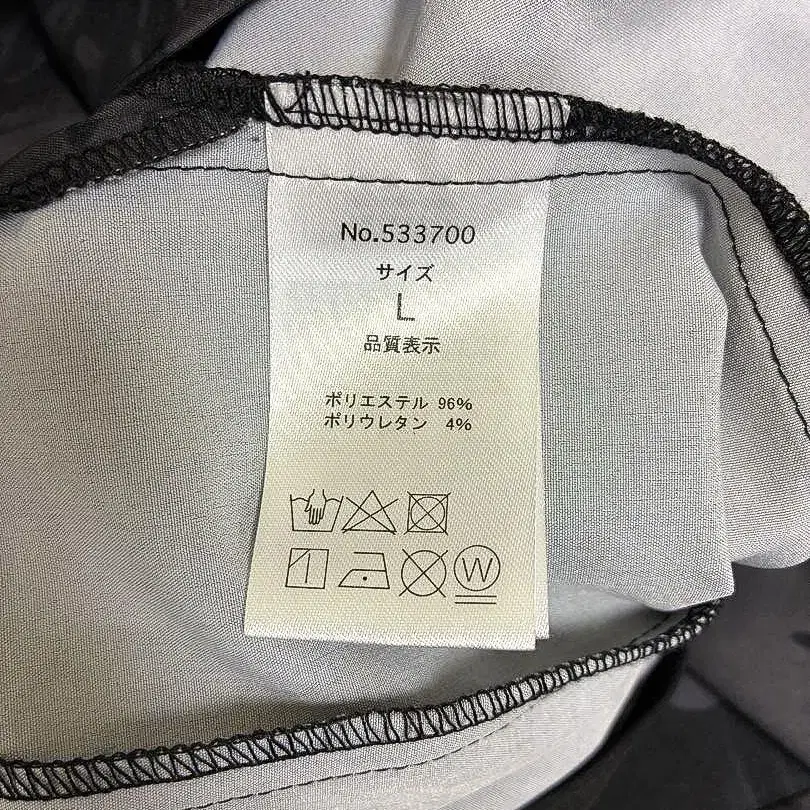 No.533700
サイズ
L
品質表示
ポリエステル 96%
ポリウレタン 4%
W